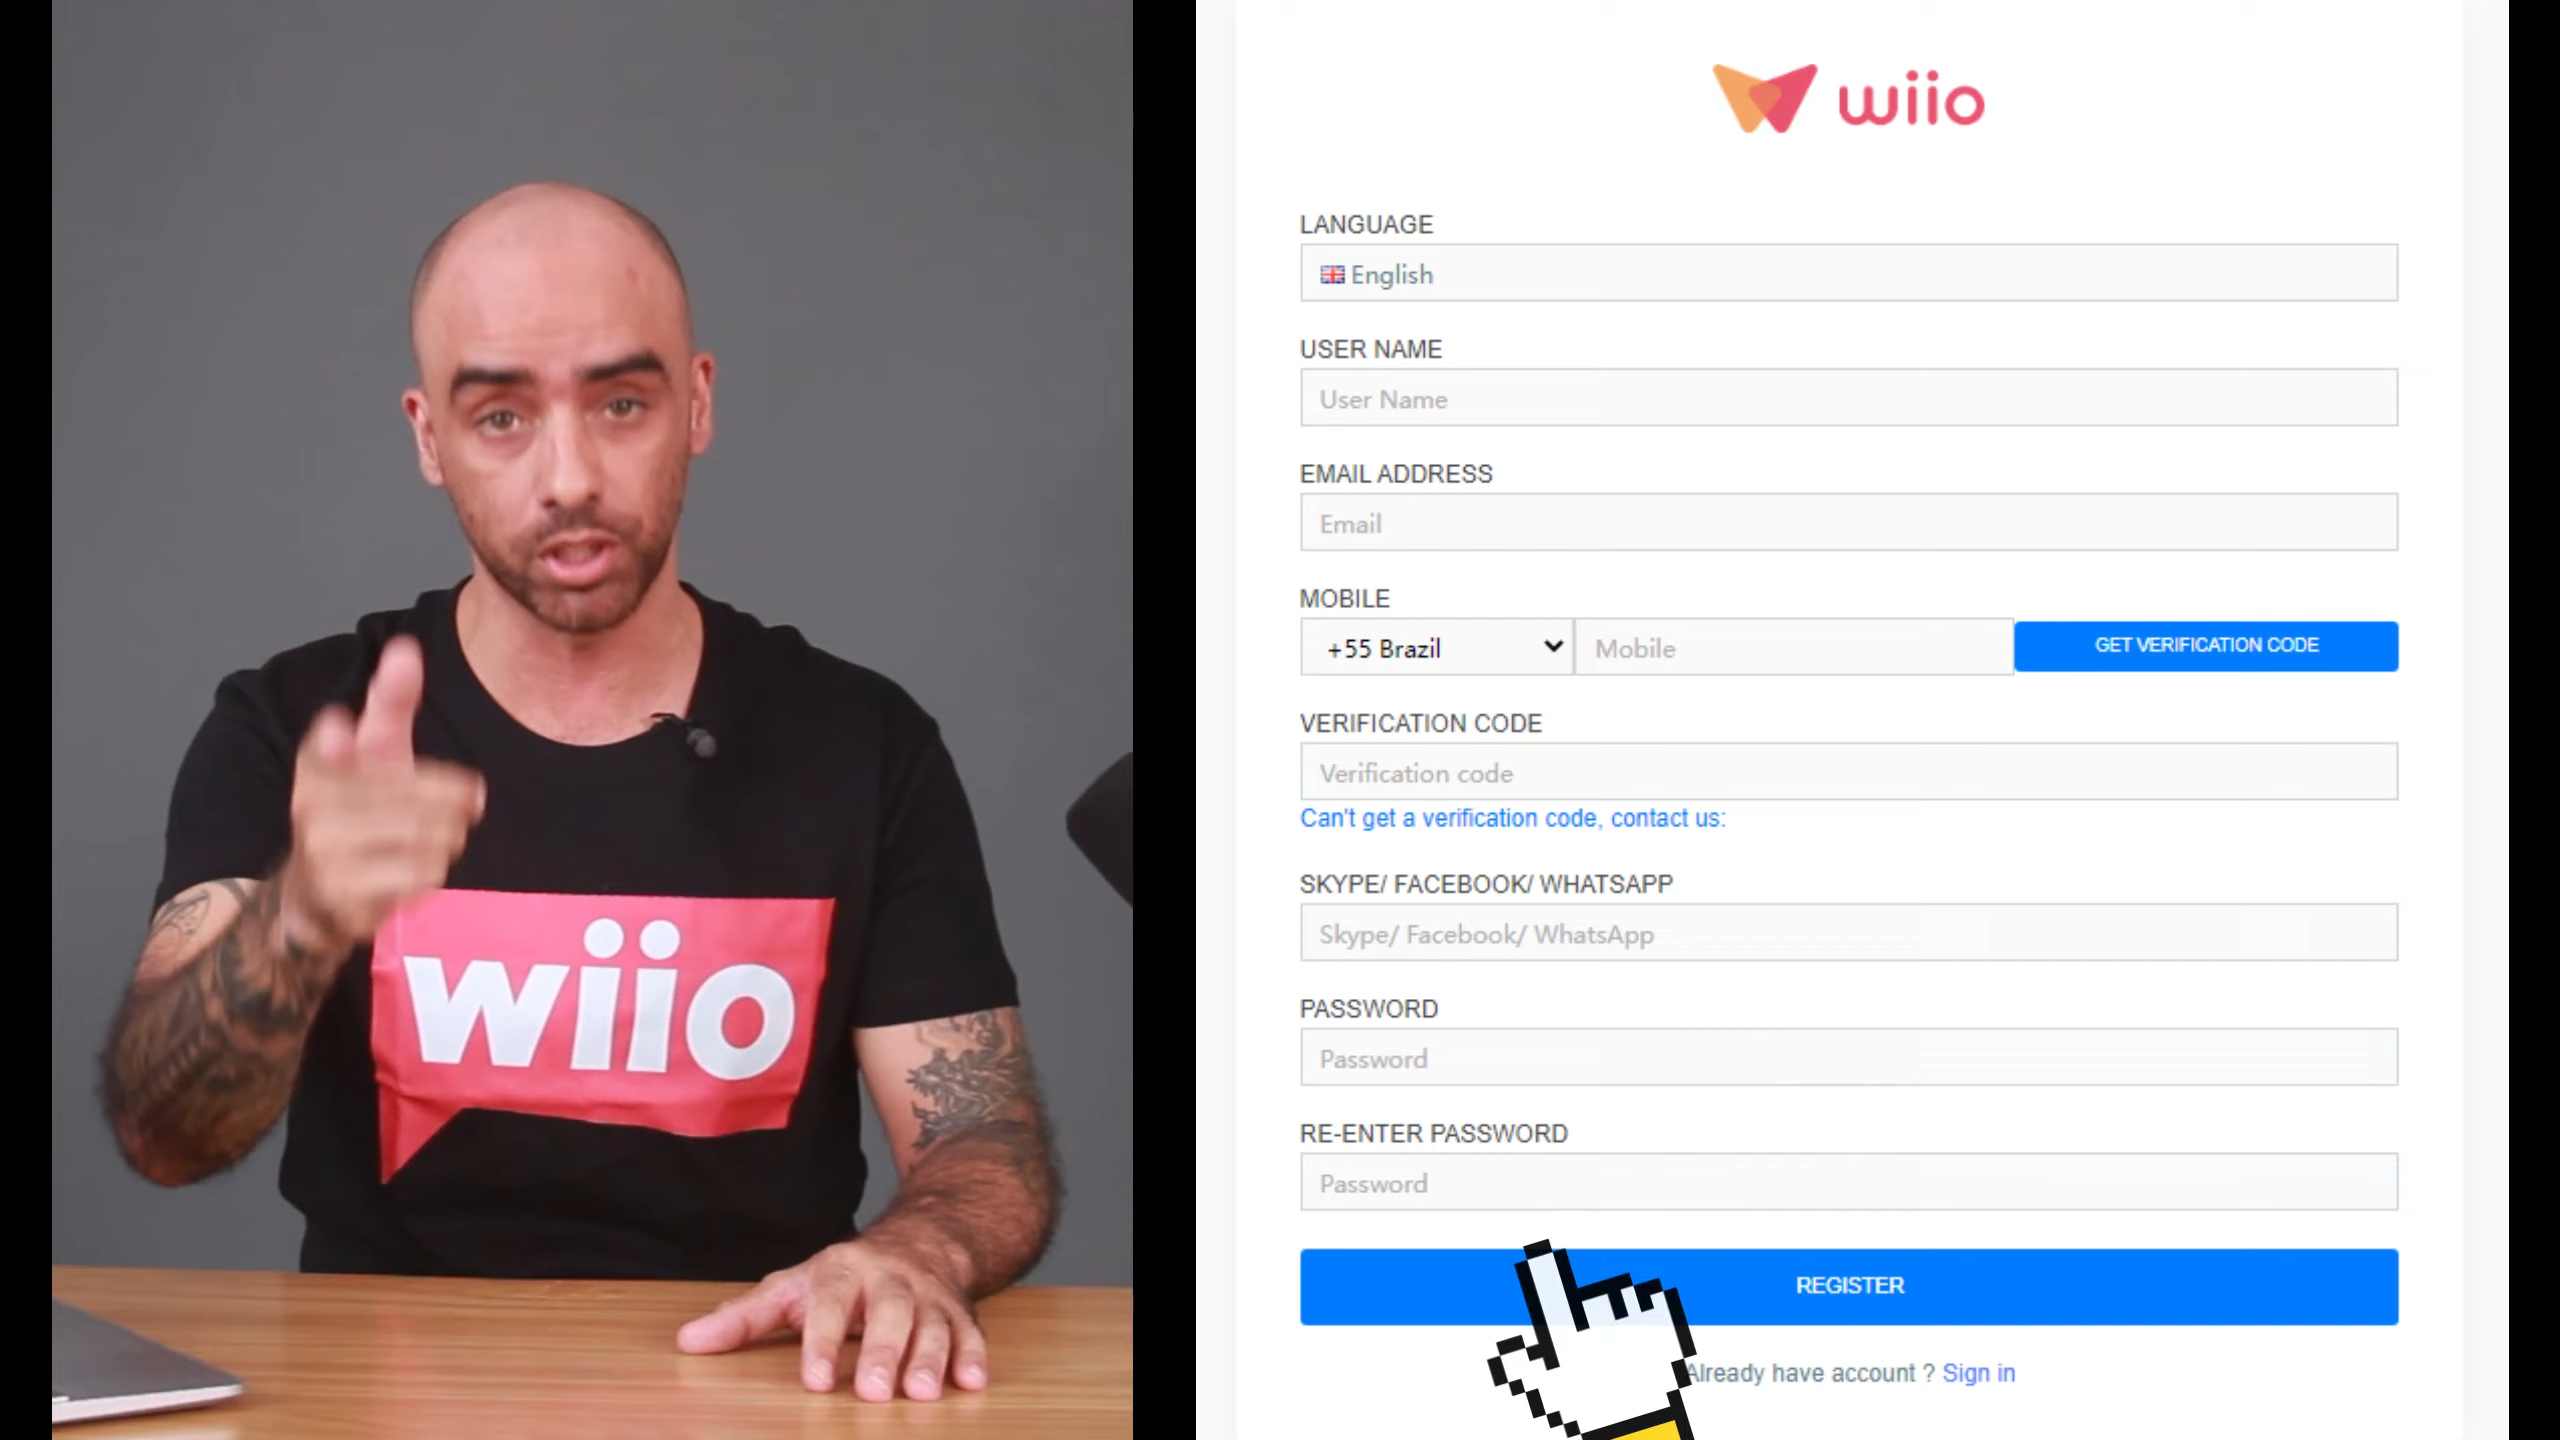 wiio
wiio
LANGUAGE
English
USER NAME
User Name
EMAIL ADDRESS
Email
MOBILE
+55 Brazil
Mobile
GET VERIFICATION CODE
VERIFICATION CODE
Verification code
Can't get a verification code, contact us:
SKYPE/ FACEBOOK/ WHATSAPP
Skype/ Facebook/ WhatsApp
PASSWORD
Password
RE-ENTER PASSWORD
Password
REGISTER
Already have account ? Sign in